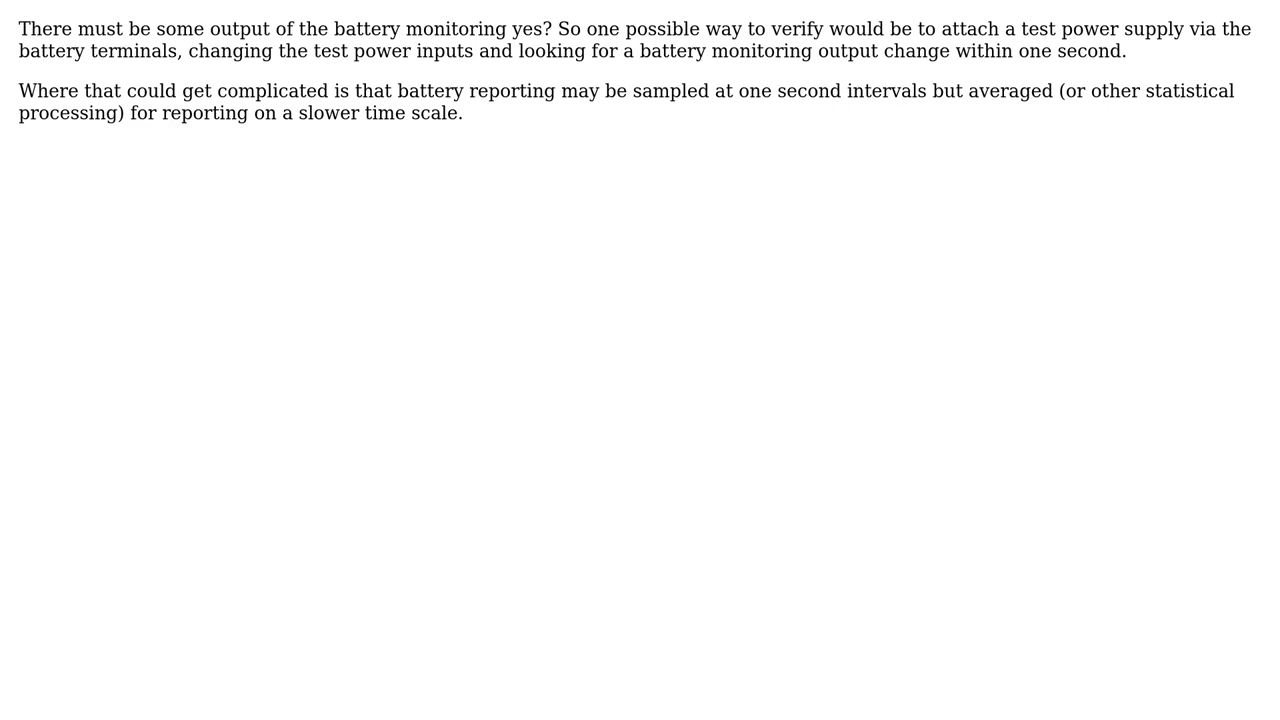 There must be some output of the battery monitoring yes? So one possible way to verify would be to attach a test power supply via the
battery terminals, changing the test power inputs and looking for a battery monitoring output change within one second.
Where that could get complicated is that battery reporting may be sampled at one second intervals but averaged (or other statistical
processing) for reporting on a slower time scale.